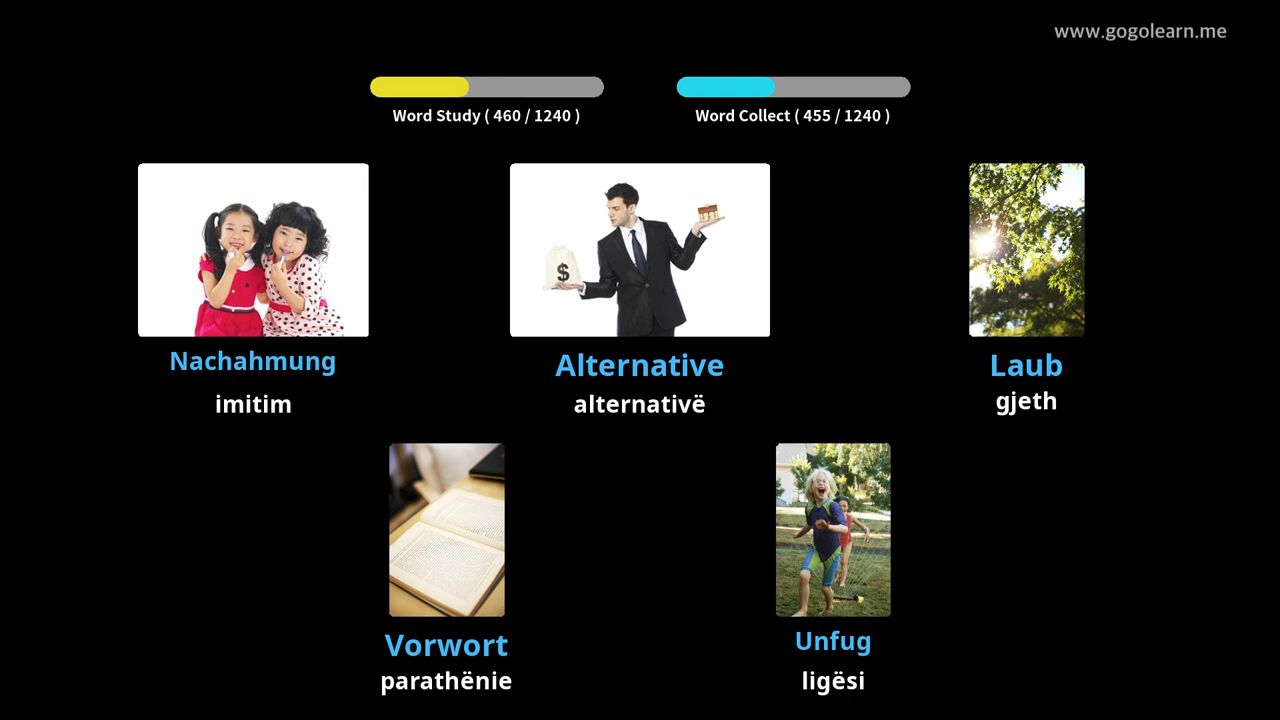 www.gogolearn.me
Word Study ( 460 / 1240 )
Word Collect ( 455 / 1240 )
Nachahmung
imitim
Alternative
alternativë
Laub
gjeth
$
Vorwort
parathënie
Unfug
ligësi